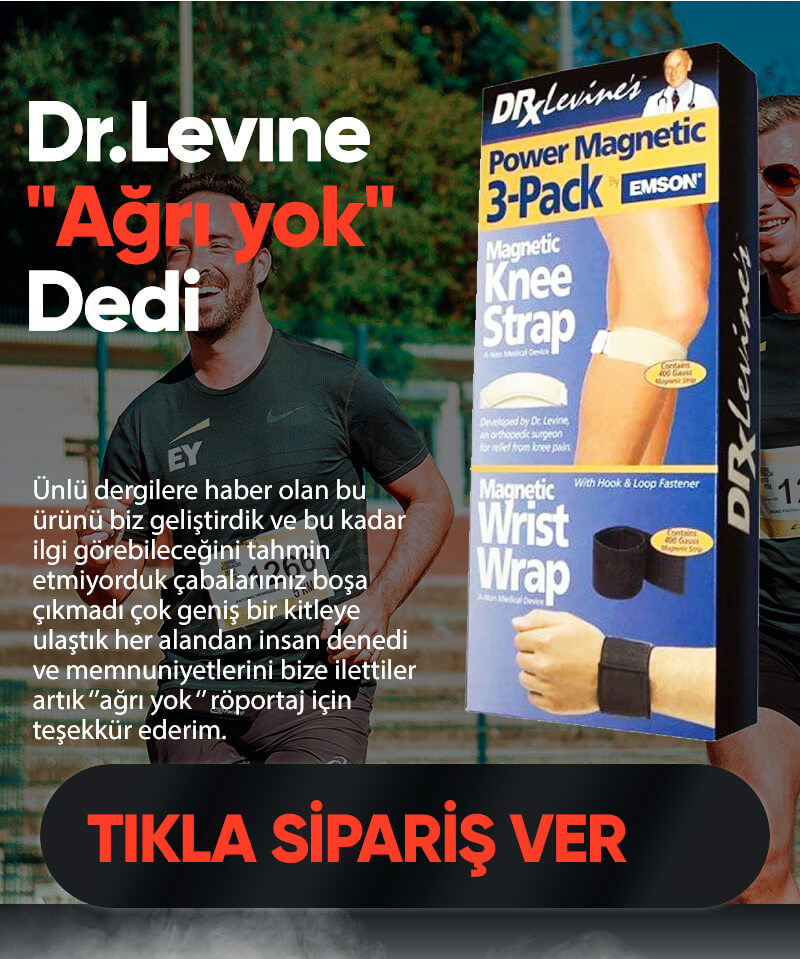 Dr.Levıne
"Ağrı yok"
Dedi
Ünlü dergilere haber olan bu
ürünü biz geliştirdik ve bu kadar
ilgi görebileceğini tahmin
etmiyorduk çabalarımız boşa
çıkmadı çok geniş bir kitleye
ulaştık her alandan insan denedi
ve memnuniyetlerini bize ilettiler
artık ‘‘ağrı yok ‘‘ röportaj için
teşekkür ederim.
EY
1266
5 KM
DRx Levine's™
Power Magnetic
3-Pack By EMSON®
Magnetic
Knee
Strap
A Non Medical Device
Contains
400 Gauss
Magnetic Strip
Developed by Dr. Levine,
an orthopedic surgeon
for relief from knee pain.
Magnetic
Wrist
Wrap
A Non Medical Device
With Hook & Loop Fastener
Contains
400 Gauss
Magnetic Strip
DRx Levine's
12
TIKLA SİPARİŞ VER